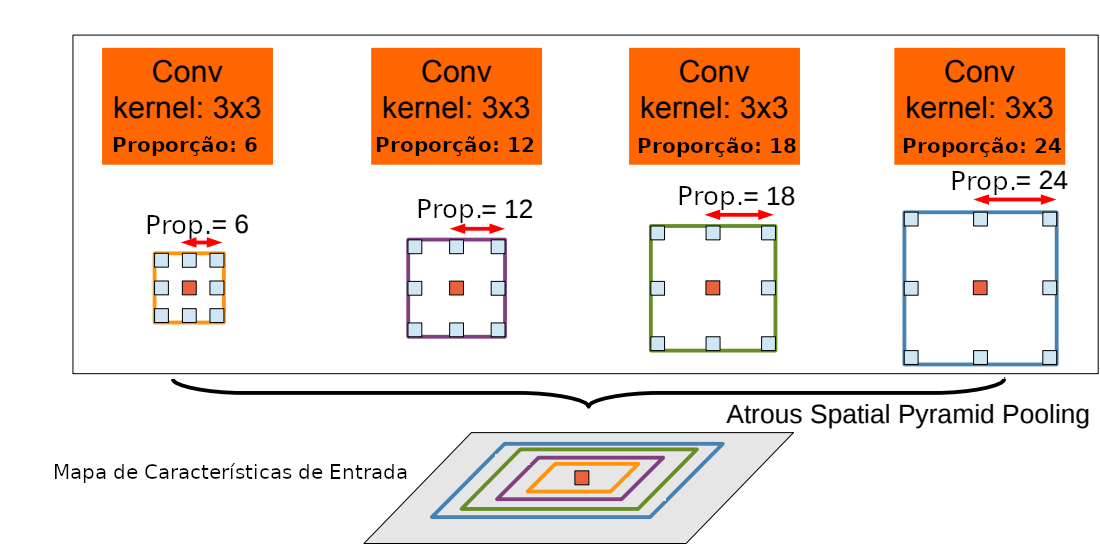 Conv
kernel: 3x3
Proporção: 6
Conv
kernel: 3x3
Proporção: 12
Conv
kernel: 3x3
Proporção: 18
Conv
kernel: 3x3
Proporção: 24
Prop.= 6
Prop.= 12
Prop.= 18
Prop.= 24
Atrous Spatial Pyramid Pooling
Mapa de Características de Entrada